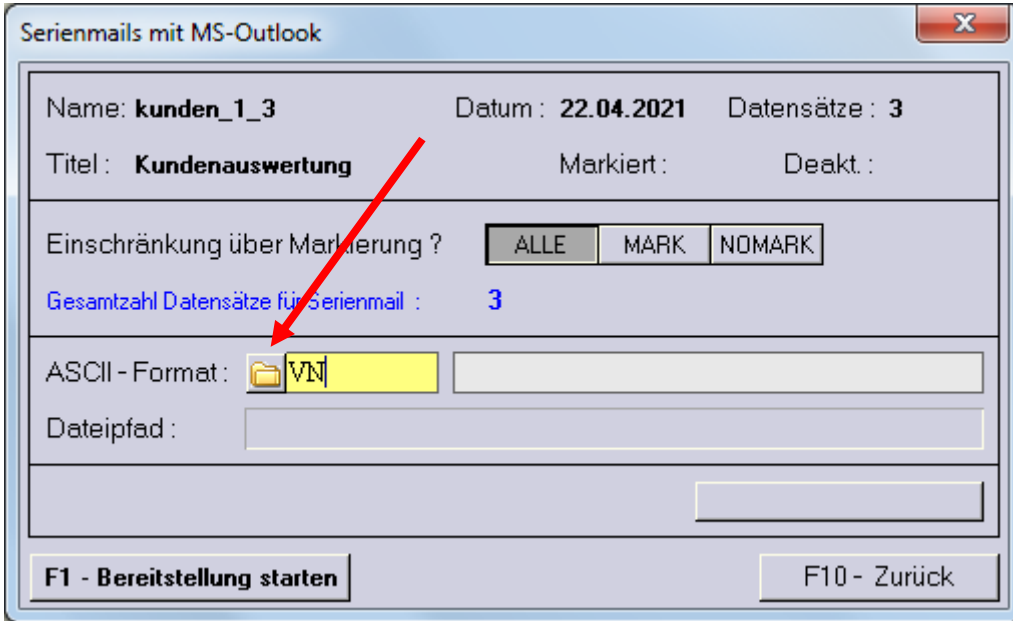 Serienmails mit MS-Outlook
Name: kunden_1_3 Datum : 22.04.2021 Datensätze : 3
Titel : Kundenauswertung Markiert : Deakt. :
Einschränkung über Markierung ? ALLE MARK NOMARK
Gesamtzahl Datensätze für Serienmail : 3
ASCII - Format : VN
Dateipfad :
F1 - Bereitstellung starten F10 - Zurück